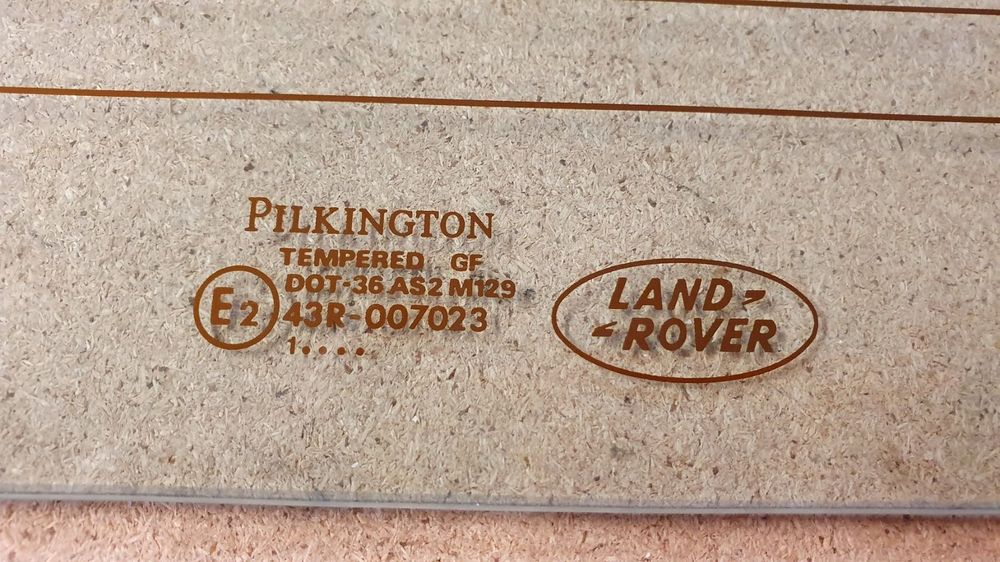 PILKINGTON
TEMPERED GF
DOT-36 AS2 M129
E2 43R-007023
1....
LAND
ROVER